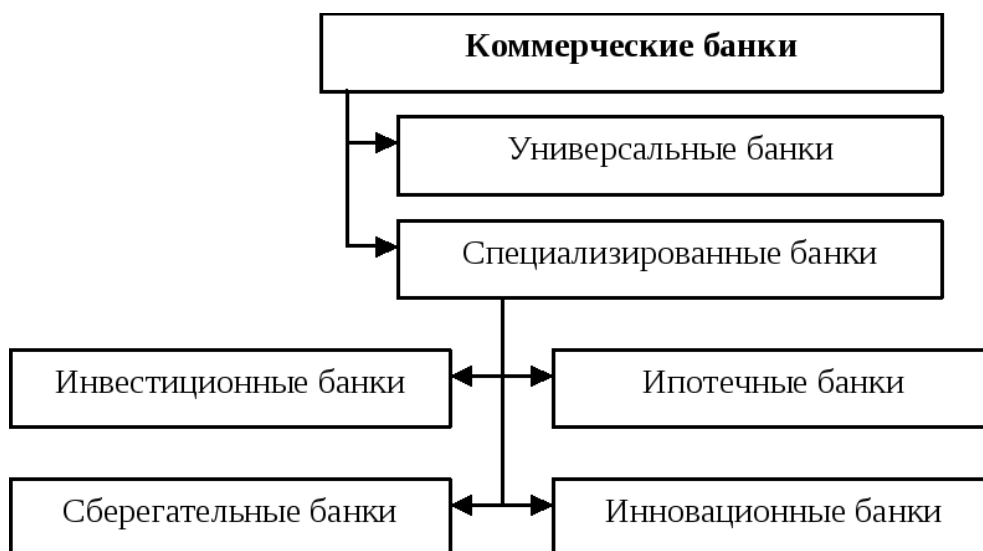 Коммерческие банки
Универсальные банки
Специализированные банки
Инвестиционные банки
Ипотечные банки
Сберегательные банки
Инновационные банки